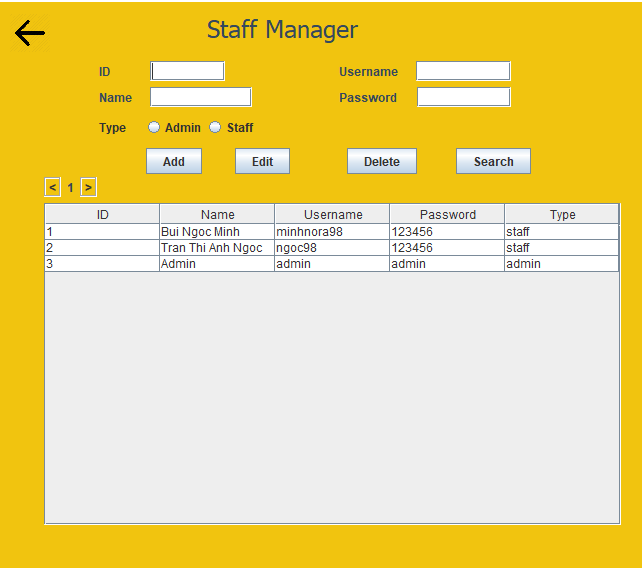 Staff Manager
ID Username
Name Password
Type Admin Staff
Add Edit Delete Search
< 1 >
ID Name Username Password Type
1 Bui Ngoc Minh minhnora98 123456 staff
2 Tran Thi Anh Ngoc ngoc98 123456 staff
3 Admin admin admin admin